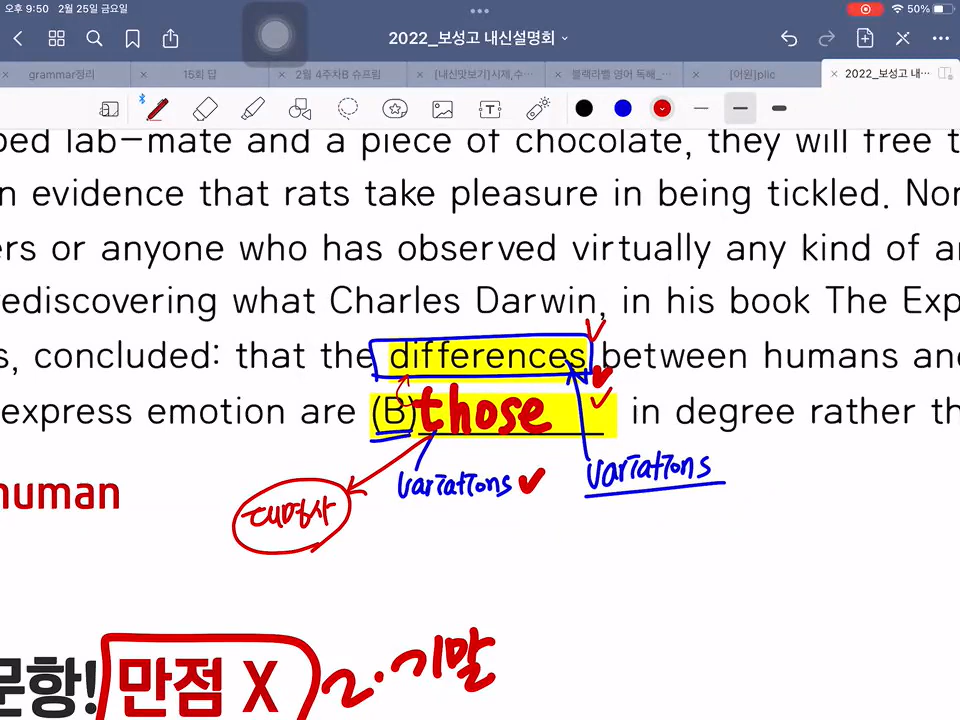 오후 9:50 2월 25일 금요일
50%
2022_보성고 내신설명회
grammar정리
15회 답
2월 4주차B 수프림
[내신맛보기]시제,수…
블랙라벨 영어 독해_…
[어원]plic
2022_보성고 내…
ped lab-mate and a piece of chocolate, they will free t
n evidence that rats take pleasure in being tickled. Nor
ers or anyone who has observed virtually any kind of an
ediscovering what Charles Darwin, in his book The Exp
s, concluded: that the differences between humans and
express emotion are (B) those in degree rather th
variations variations
human
대명사
문항! 만점 X 2. 기말